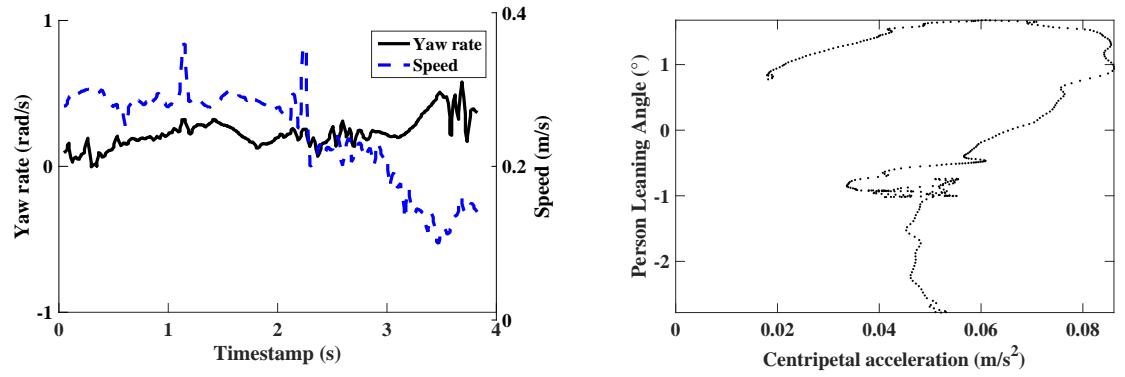 1
0
-1
Yaw rate (rad/s)
0
1
2
3
4
Timestamp (s)
0.4
0.2
0
Speed (m/s)
Yaw rate
Speed
1
0
-1
-2
Person Leaning Angle (°)
0
0.02
0.04
0.06
0.08
Centripetal acceleration (m/s²)